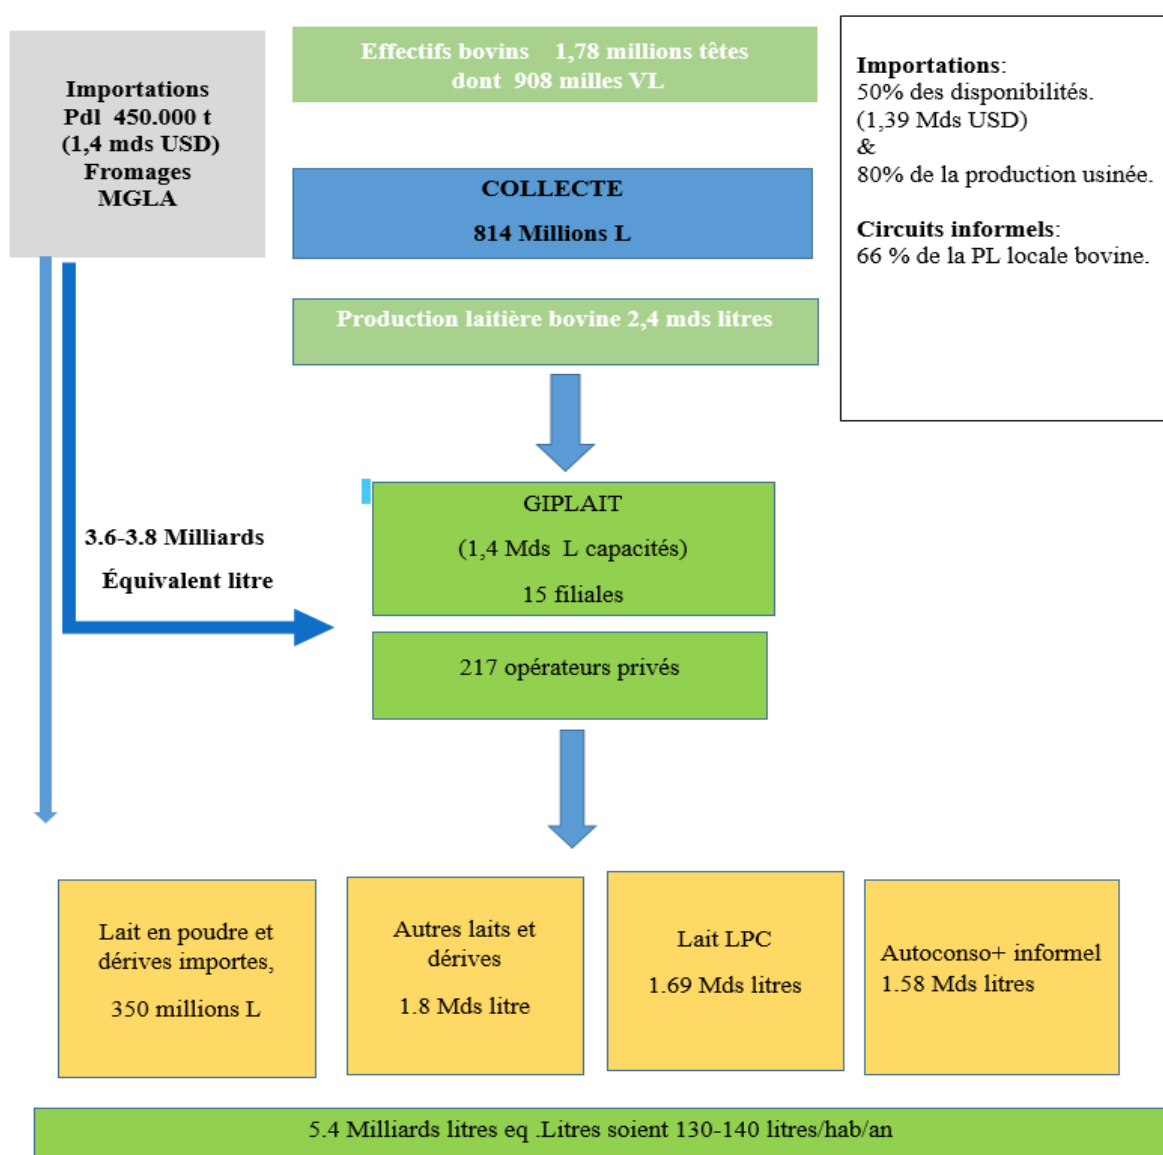 Importations
Pdl 450.000 t
(1,4 mds USD)
Fromages
MGLA
Effectifs bovins 1,78 millions têtes
dont 908 milles VL
COLLECTE
814 Millions L
Production laitière bovine 2,4 mds litres
Importations:
50% des disponibilités.
(1,39 Mds USD)
&
80% de la production usinée.
Circuits informels:
66 % de la PL locale bovine.
3.6-3.8 Milliards
Équivalent litre
GIPLAIT
(1,4 Mds L capacités)
15 filiales
217 opérateurs privés
Lait en poudre et
dérives importes,
350 millions L
Autres laits et
dérives
1.8 Mds litre
Lait LPC
1.69 Mds litres
Autoconso+ informel
1.58 Mds litres
5.4 Milliards litres eq .Litres soient 130-140 litres/hab/an